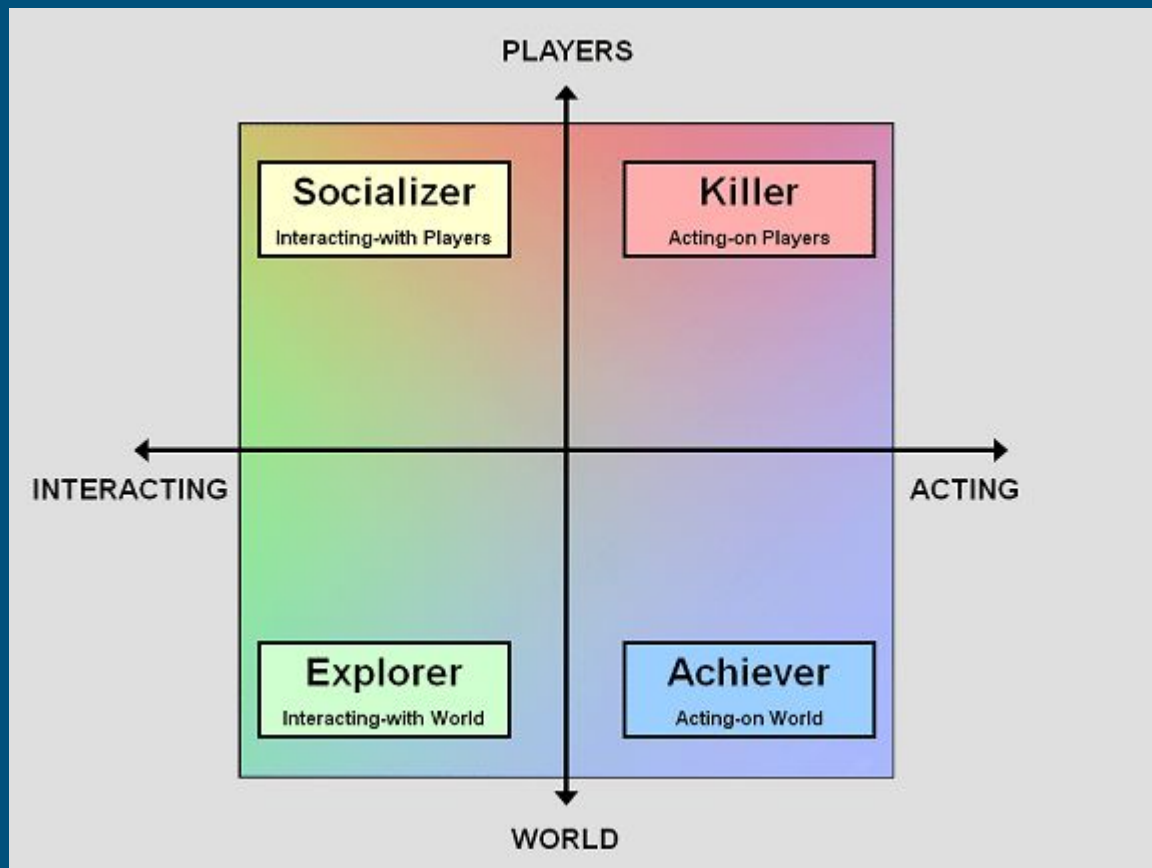 PLAYERS
Socializer
Interacting-with Players
Killer
Acting-on Players
INTERACTING
ACTING
Explorer
Interacting-with World
Achiever
Acting-on World
WORLD